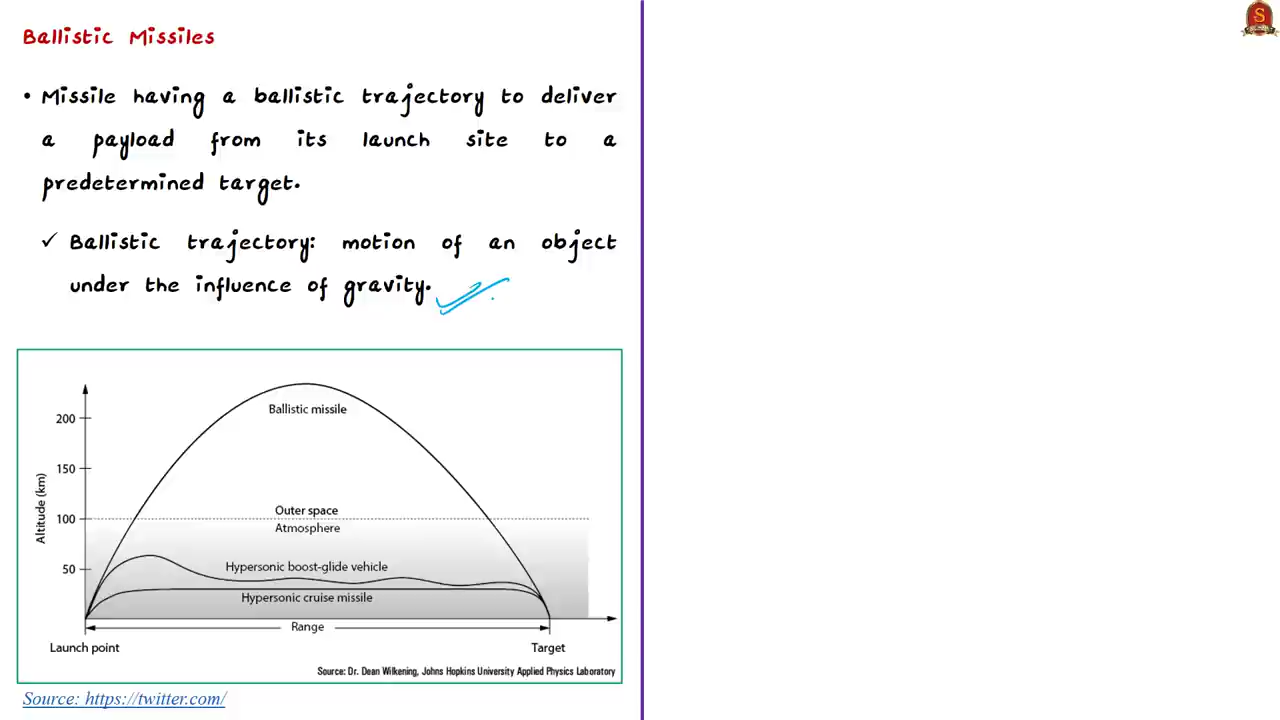 Ballistic Missiles
• Missile having a ballistic trajectory to deliver
a payload from its launch site to a
predetermined target.
✓ Ballistic trajectory: motion of an object
under the influence of gravity.
200
150
100
50
Altitude (km)
Ballistic missile
Outer space
Atmosphere
Hypersonic boost-glide vehicle
Hypersonic cruise missile
Range
Launch point
Target
Source: Dr. Dean Wilkening, Johns Hopkins University Applied Physics Laboratory
Source: https://twitter.com/
S